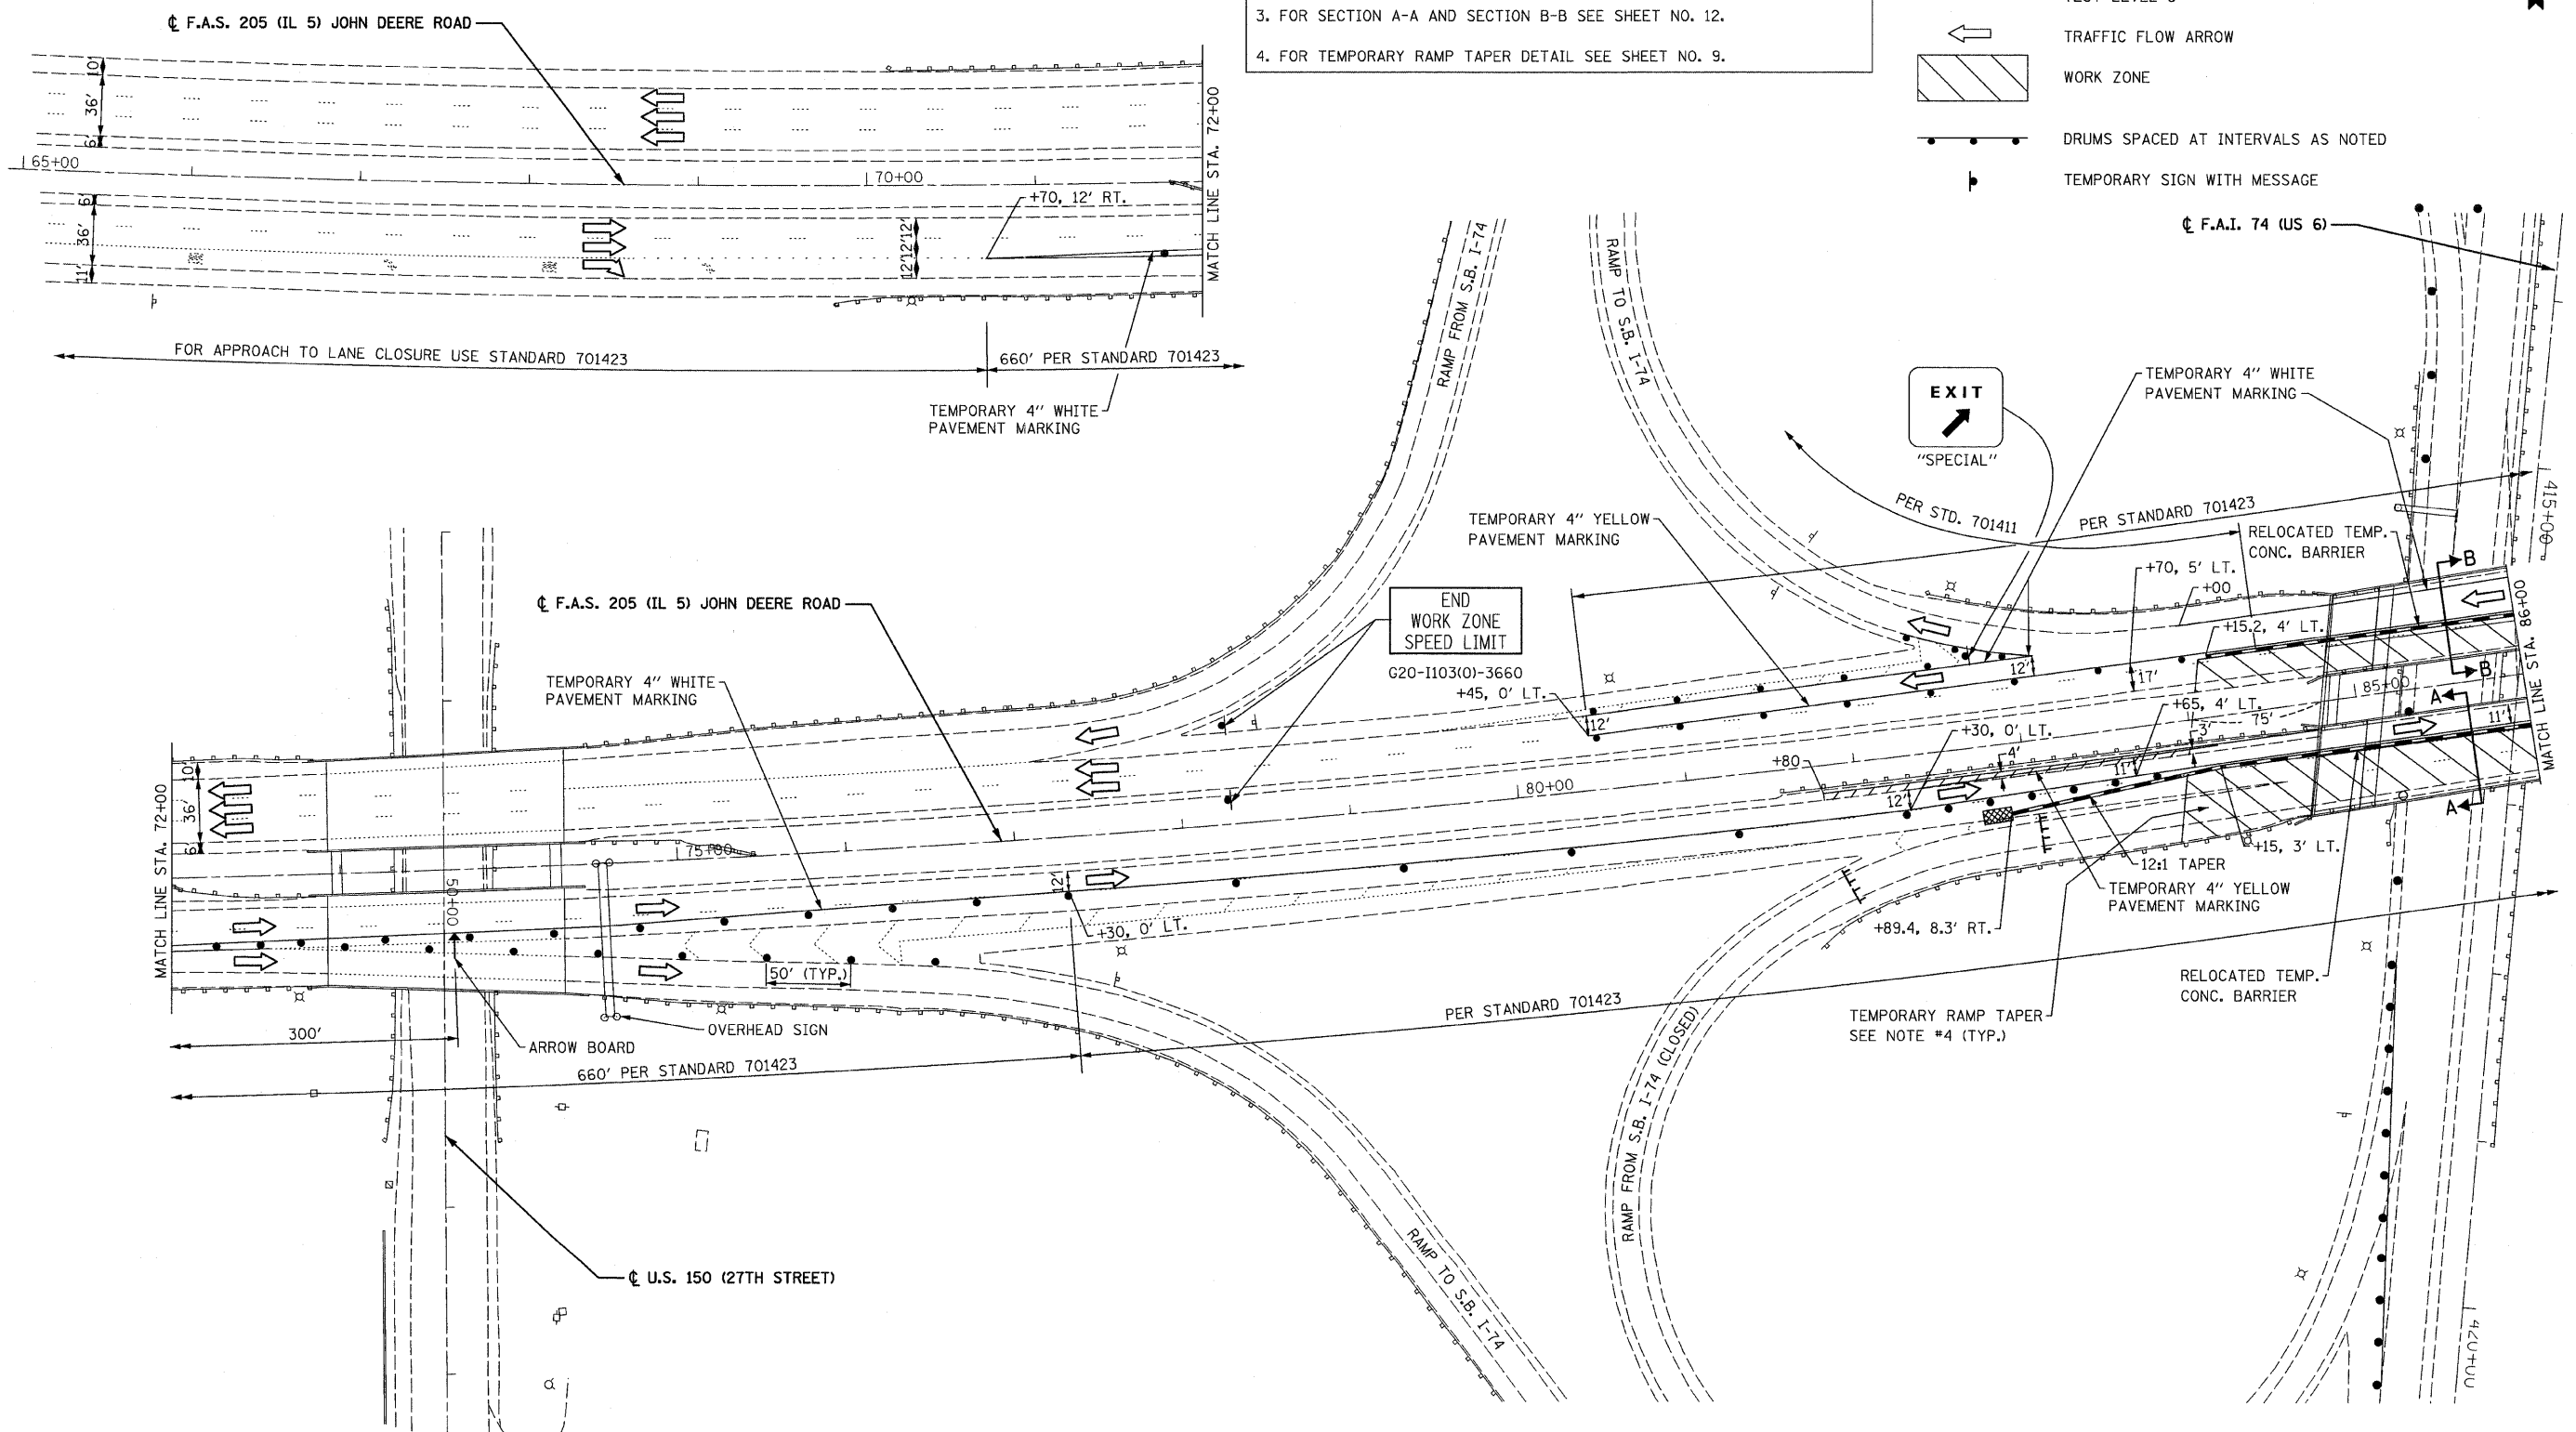 ℄ F.A.S. 205 (IL 5) JOHN DEERE ROAD
3. FOR SECTION A-A AND SECTION B-B SEE SHEET NO. 12.
4. FOR TEMPORARY RAMP TAPER DETAIL SEE SHEET NO. 9.
TRAFFIC FLOW ARROW
WORK ZONE
DRUMS SPACED AT INTERVALS AS NOTED
TEMPORARY SIGN WITH MESSAGE
10'
36'
6'
65+00
70+00
6'
36'
11'
+70, 12' RT.
12'
12'
12'
MATCH LINE STA. 72+00
FOR APPROACH TO LANE CLOSURE USE STANDARD 701423
660' PER STANDARD 701423
TEMPORARY 4" WHITE
PAVEMENT MARKING
RAMP FROM S.B. I-74
RAMP TO S.B. I-74
℄ F.A.I. 74 (US 6)
EXIT
"SPECIAL"
TEMPORARY 4" WHITE
PAVEMENT MARKING
415+00
PER STD. 701411
PER STANDARD 701423
TEMPORARY 4" YELLOW
PAVEMENT MARKING
RELOCATED TEMP.
CONC. BARRIER
B
+70, 5' LT.
+00
+15.2, 4' LT.
MATCH LINE STA. 86+00
END
WORK ZONE
SPEED LIMIT
G20-I103(0)-3660
+45, 0' LT.
12'
12'
17'
B
85+00
A
+65, 4' LT.
75'
3'
11'
+30, 0' LT.
4'
11'
+80
12'
80+00
℄ F.A.S. 205 (IL 5) JOHN DEERE ROAD
TEMPORARY 4" WHITE
PAVEMENT MARKING
MATCH LINE STA. 72+00
10'
36'
6'
75+00
50+00
12'
+30, 0' LT.
50' (TYP.)
A
+15, 3' LT.
12:1 TAPER
TEMPORARY 4" YELLOW
PAVEMENT MARKING
+89.4, 8.3' RT.
RELOCATED TEMP.
CONC. BARRIER
PER STANDARD 701423
TEMPORARY RAMP TAPER
SEE NOTE #4 (TYP.)
300'
ARROW BOARD
OVERHEAD SIGN
660' PER STANDARD 701423
RAMP FROM S.B. I-74 (CLOSED)
RAMP TO S.B. I-74
℄ U.S. 150 (27TH STREET)
420+00